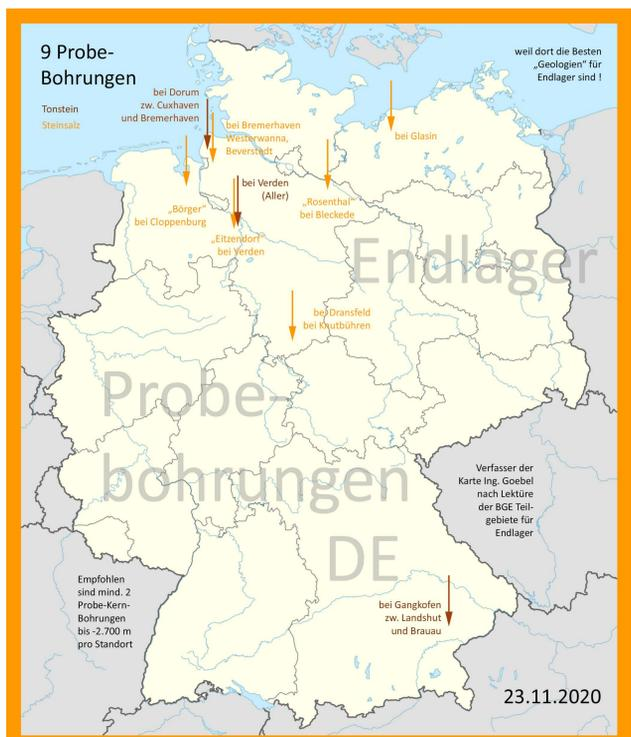 9 Probe-
Bohrungen
Tonstein
Steinsalz
weil dort die Besten
„Geologien“ für
Endlager sind !
bei Dorum
zw. Cuxhaven
und Bremerhaven
bei Bremerhaven
Westerwanna,
Beverstedt
bei Glasin
bei Verden
(Aller)
„Rosenthal“
bei Bleckede
„Börger“
bei Cloppenburg
„Eitzendorf“
bei Verden
Endlager
bei Dransfeld
bei Knutbühren
Probe-
bohrungen
DE
Verfasser der
Karte Ing. Goebel
nach Lektüre
der BGE Teil-
gebiete für
Endlager
Empfohlen
sind mind. 2
Probe-Kern-
Bohrungen
bis -2.700 m
pro Standort
bei Gangkofen
zw. Landshut
und Brauau
23.11.2020